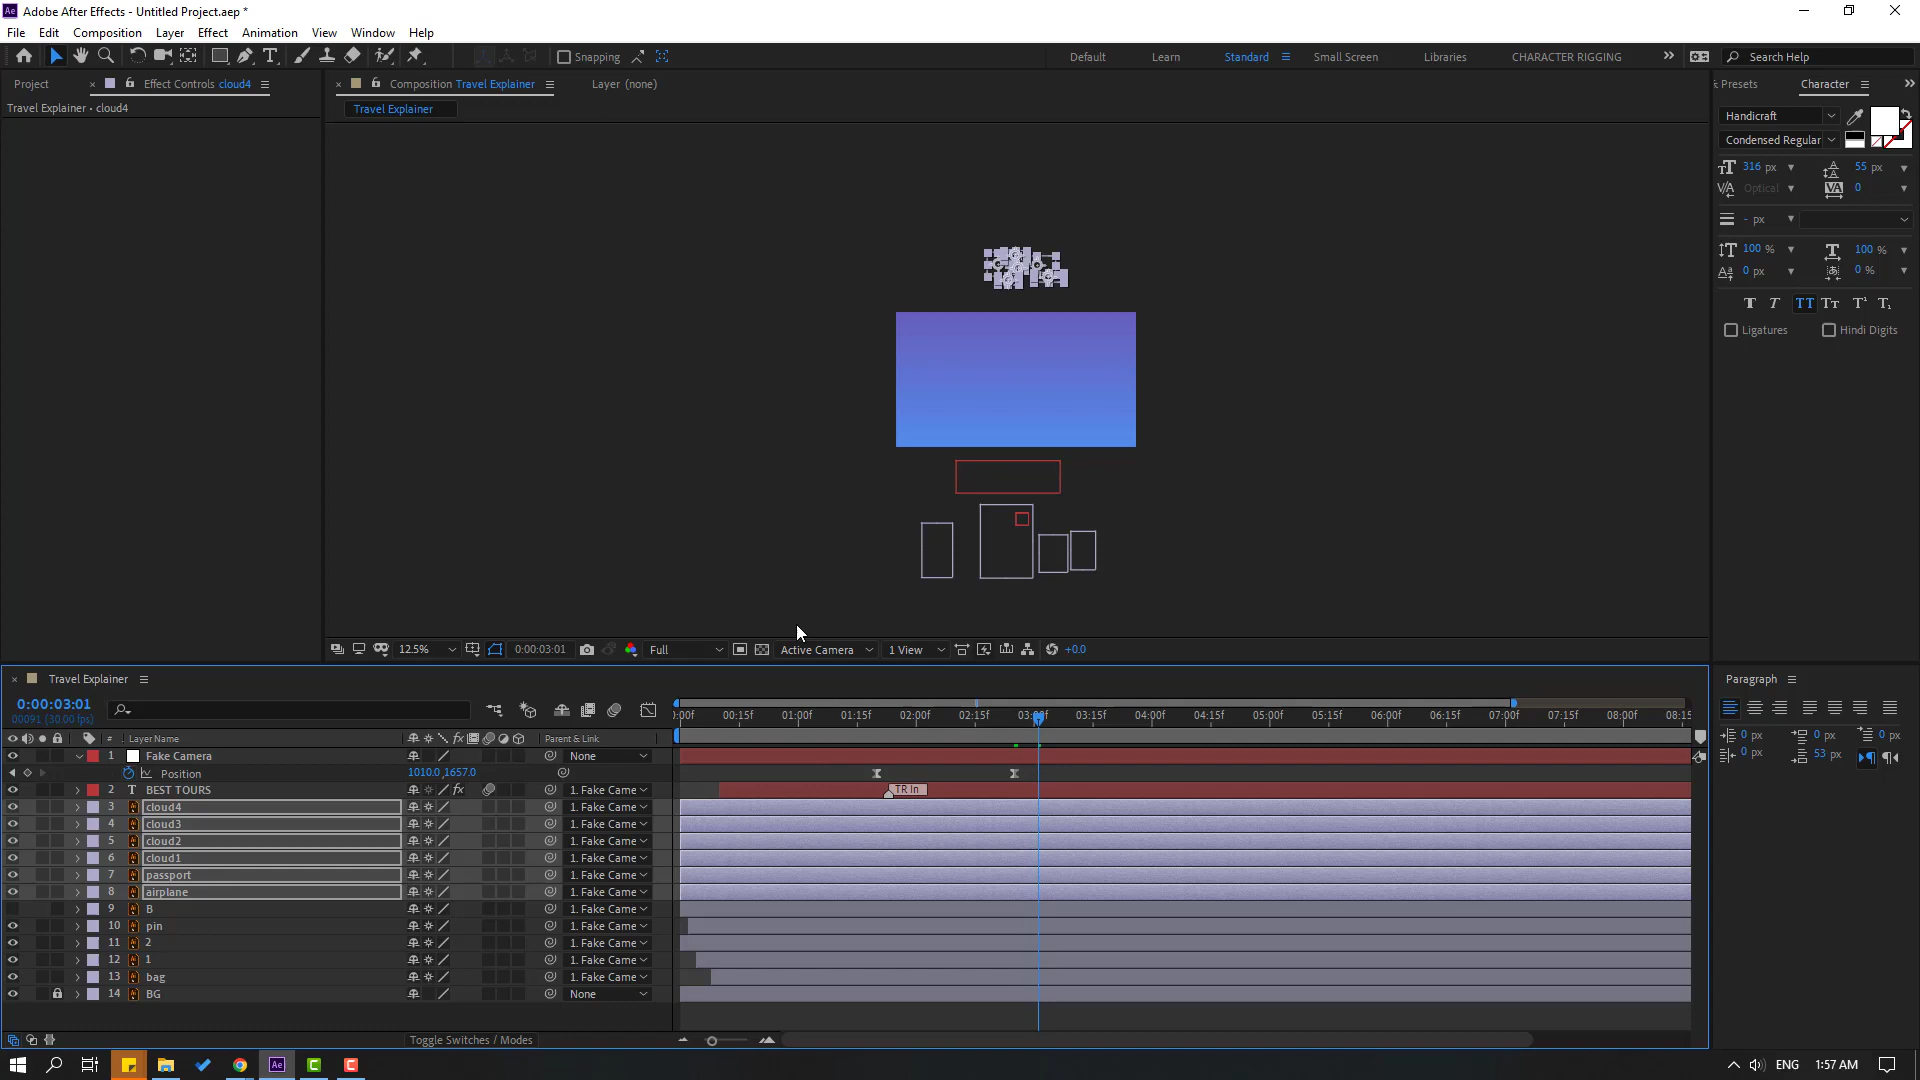 Adobe After Effects - Untitled Project.aep *
File Edit Composition Layer Effect Animation View Window Help
Snapping
Default Learn Standard Small Screen Libraries CHARACTER RIGGING
Search Help
Project
Effect Controls cloud4
Travel Explainer • cloud4
Composition Travel Explainer
Layer (none)
Travel Explainer
12.5%
0:00:03:01
Full
Active Camera
1 View
+0.0
Presets
Character
Handicraft
Condensed Regular
316 px
55 px
Optical
0
- px
100 %
100 %
0 px
0 %
Ligatures
Hindi Digits
Paragraph
0 px
0 px
0 px
0 px
53 px
Travel Explainer
0:00:03:01
00091 (30.00 fps)
:00f 00:15f 01:00f 01:15f 02:00f 02:15f 03:00f 03:15f 04:00f 04:15f 05:00f 05:15f 06:00f 06:15f 07:00f 07:15f 08:00f 08:15
# Layer Name
Parent & Link
1 Fake Camera None
Position 1010.0,1657.0
2 BEST TOURS 1. Fake Came
TR In
3 cloud4 1. Fake Came
4 cloud3 1. Fake Came
5 cloud2 1. Fake Came
6 cloud1 1. Fake Came
7 passport 1. Fake Came
8 airplane 1. Fake Came
9 B 1. Fake Came
10 pin 1. Fake Came
11 2 1. Fake Came
12 1 1. Fake Came
13 bag 1. Fake Came
14 BG None
Toggle Switches / Modes
ENG
1:57 AM